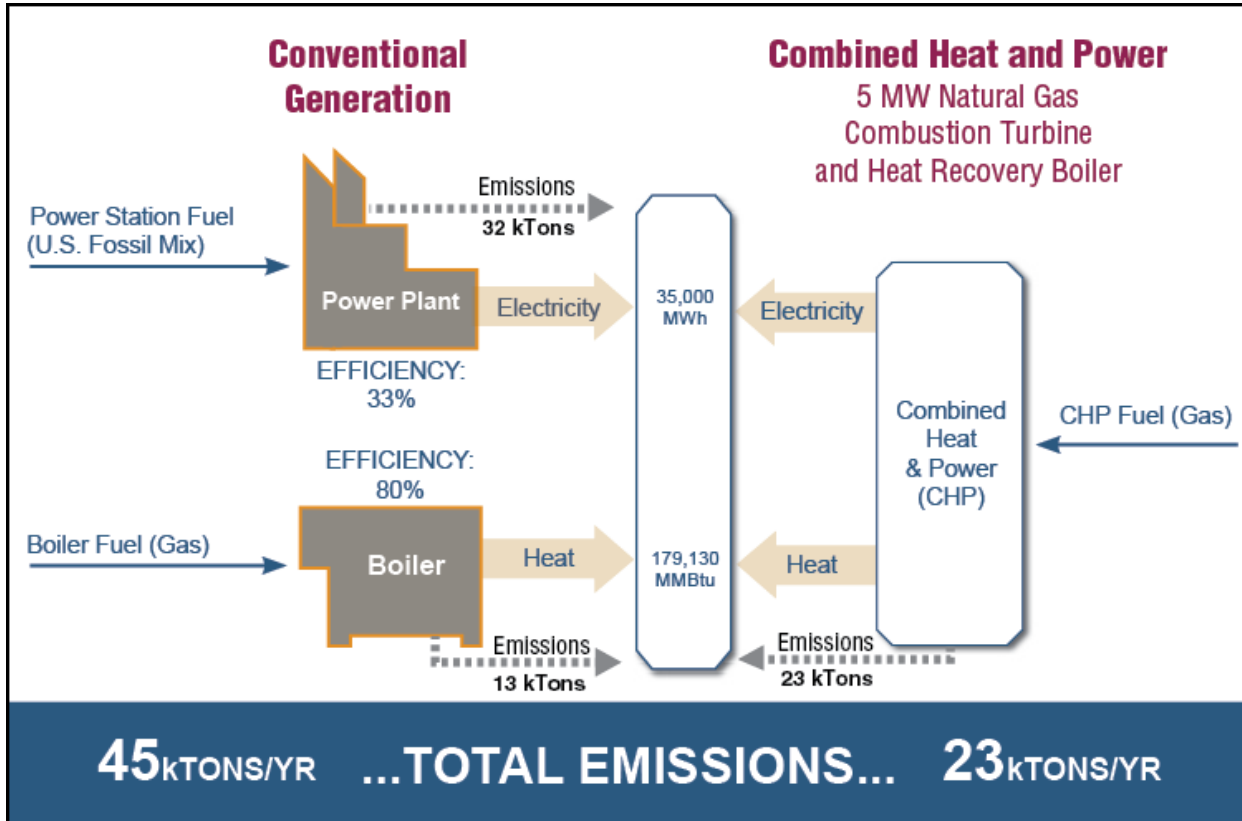 Conventional
Generation
Combined Heat and Power
5 MW Natural Gas
Combustion Turbine
and Heat Recovery Boiler
Emissions
32 kTons
Power Station Fuel
(U.S. Fossil Mix)
Power Plant
Electricity
35,000
MWh
Electricity
EFFICIENCY:
33%
Combined
Heat
& Power
(CHP)
CHP Fuel (Gas)
EFFICIENCY:
80%
Boiler Fuel (Gas)
Boiler
Heat
179,130
MMBtu
Heat
Emissions
13 kTons
Emissions
23 kTons
45kTONS/YR ...TOTAL EMISSIONS... 23kTONS/YR